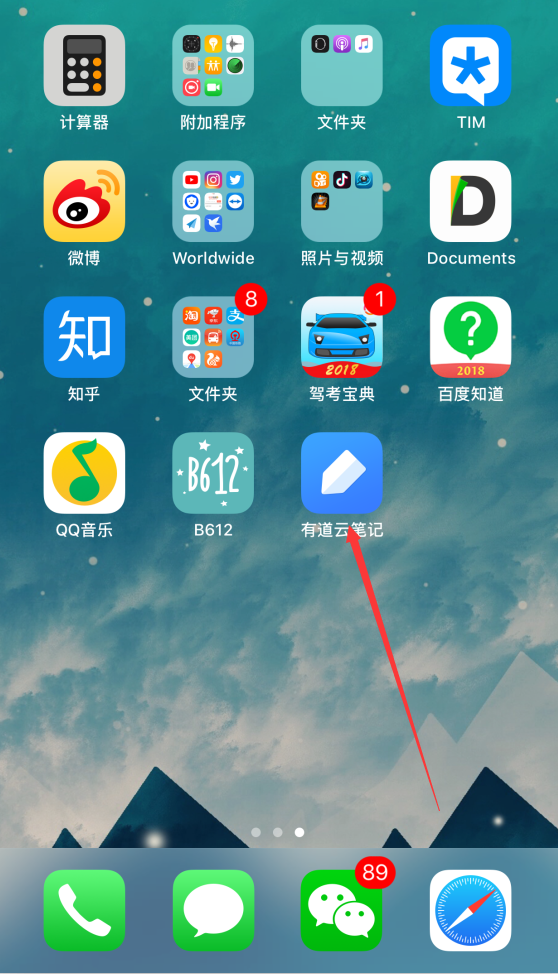 计算器
附加程序
文件夹
TIM
微博
Worldwide
照片与视频
D
Documents
知
知乎
淘
支
8
文件夹
1
2018
驾考宝典
?
2018
百度知道
QQ音乐
B612
B612
有道云笔记
89